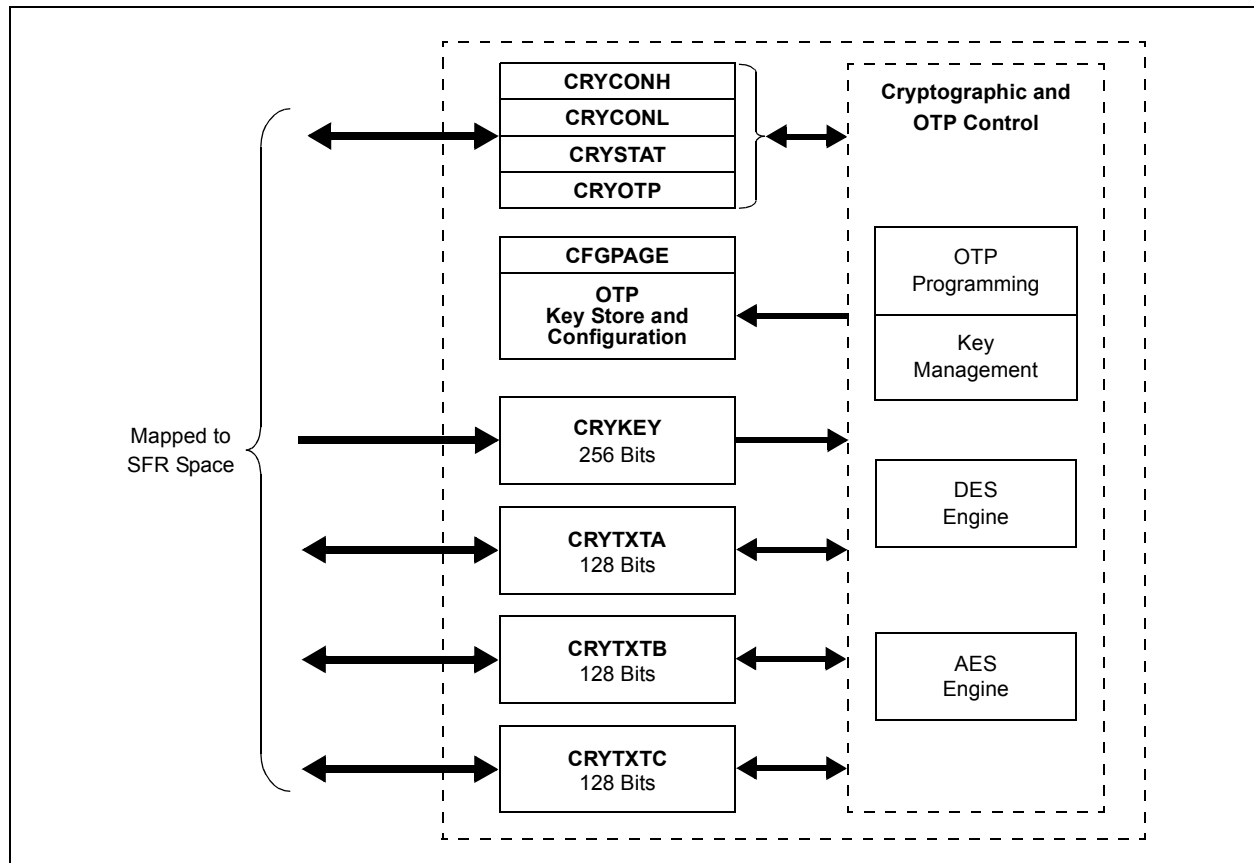 CRYCONH
CRYCONL
CRYSTAT
CRYOTP
CFGPAGE
OTP
Key Store and
Configuration
CRYKEY
256 Bits
CRYTXTA
128 Bits
CRYTXTB
128 Bits
CRYTXTC
128 Bits
Mapped to
SFR Space
Cryptographic and
OTP Control
OTP
Programming
Key
Management
DES
Engine
AES
Engine